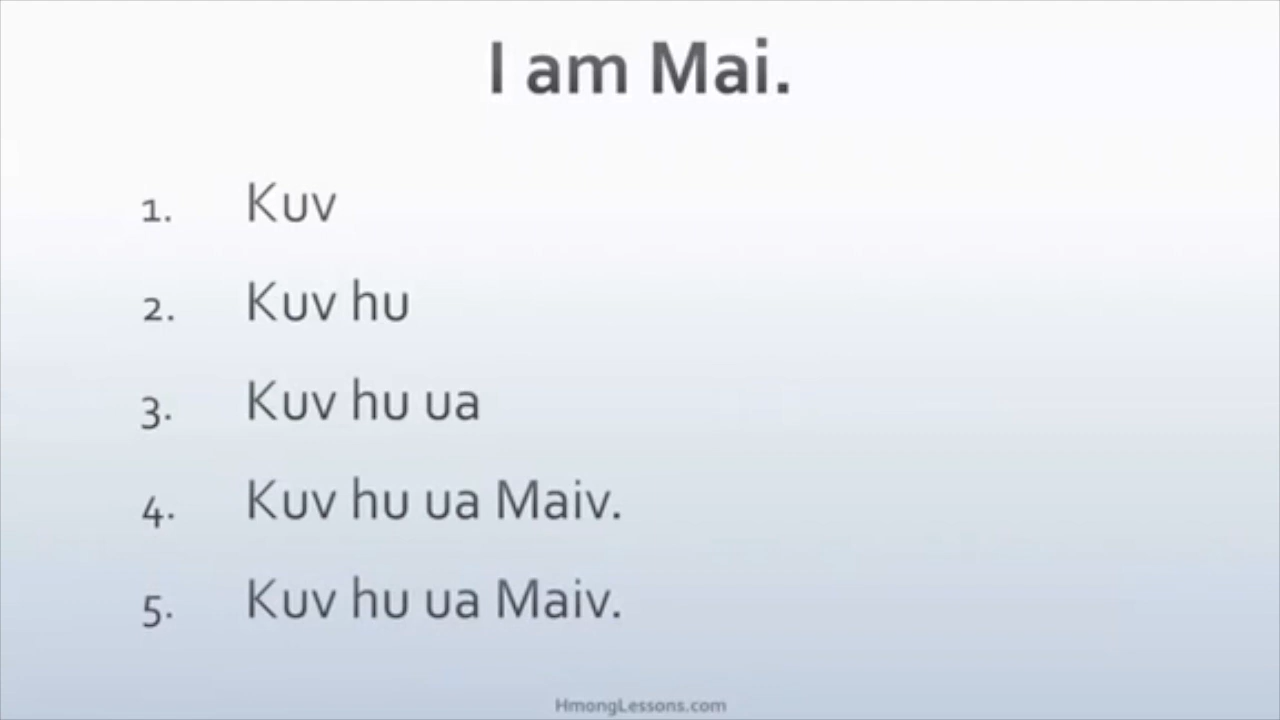 I am Mai.
1. Kuv
2. Kuv hu
3. Kuv hu ua
4. Kuv hu ua Maiv.
5. Kuv hu ua Maiv.
HmongLessons.com